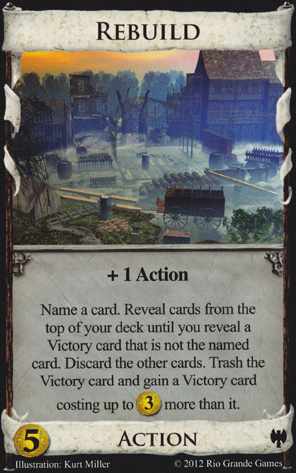 REBUILD
+ 1 Action
Name a card. Reveal cards from the
top of your deck until you reveal a
Victory card that is not the named
card. Discard the other cards. Trash the
Victory card and gain a Victory card
costing up to 3 more than it.
5 ACTION
Illustration: Kurt Miller © 2012 Rio Grande Games